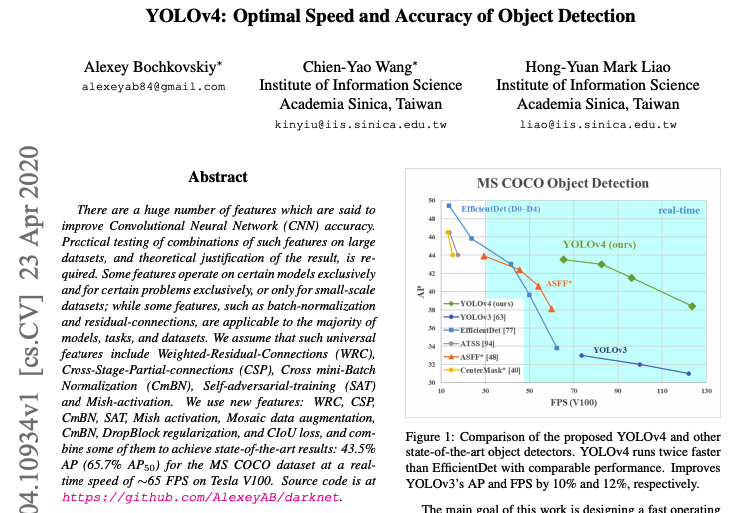 YOLOv4: Optimal Speed and Accuracy of Object Detection
Alexey Bochkovskiy*
alexeyab84@gmail.com
Chien-Yao Wang*
Institute of Information Science
Academia Sinica, Taiwan
kinyiu@iis.sinica.edu.tw
Hong-Yuan Mark Liao
Institute of Information Science
Academia Sinica, Taiwan
liao@iis.sinica.edu.tw
04.10934v1 [cs.CV] 23 Apr 2020
Abstract
There are a huge number of features which are said to
improve Convolutional Neural Network (CNN) accuracy.
Practical testing of combinations of such features on large
datasets, and theoretical justification of the result, is re-
quired. Some features operate on certain models exclusively
and for certain problems exclusively, or only for small-scale
datasets; while some features, such as batch-normalization
and residual-connections, are applicable to the majority of
models, tasks, and datasets. We assume that such universal
features include Weighted-Residual-Connections (WRC),
Cross-Stage-Partial-connections (CSP), Cross mini-Batch
Normalization (CmBN), Self-adversarial-training (SAT)
and Mish-activation. We use new features: WRC, CSP,
CmBN, SAT, Mish activation, Mosaic data augmentation,
CmBN, DropBlock regularization, and CIoU loss, and com-
bine some of them to achieve state-of-the-art results: 43.5%
AP (65.7% AP50) for the MS COCO dataset at a real-
time speed of ~65 FPS on Tesla V100. Source code is at
https://github.com/AlexeyAB/darknet.
MS COCO Object Detection
50
48
46
44
42
40
38
36
34
32
30
AP
EfficientDet (D0~D4)
real-time
YOLOv4 (ours)
ASFF*
YOLOv3
YOLOv4 (ours)
YOLOv3 [63]
EfficientDet [77]
ATSS [94]
ASFF* [48]
CenterMask* [40]
10 30 50 70 90 110 130
FPS (V100)
Figure 1: Comparison of the proposed YOLOv4 and other
state-of-the-art object detectors. YOLOv4 runs twice faster
than EfficientDet with comparable performance. Improves
YOLOv3's AP and FPS by 10% and 12%, respectively.
The main goal of this work is designing a fast operating